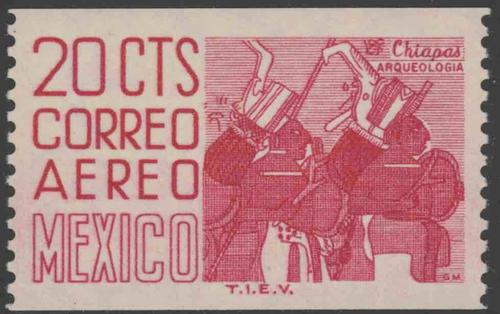 20 CTS
CORREO
AEREO
MEXICO
Chiapas
ARQUEOLOGIA
GM
T.I.E.V.